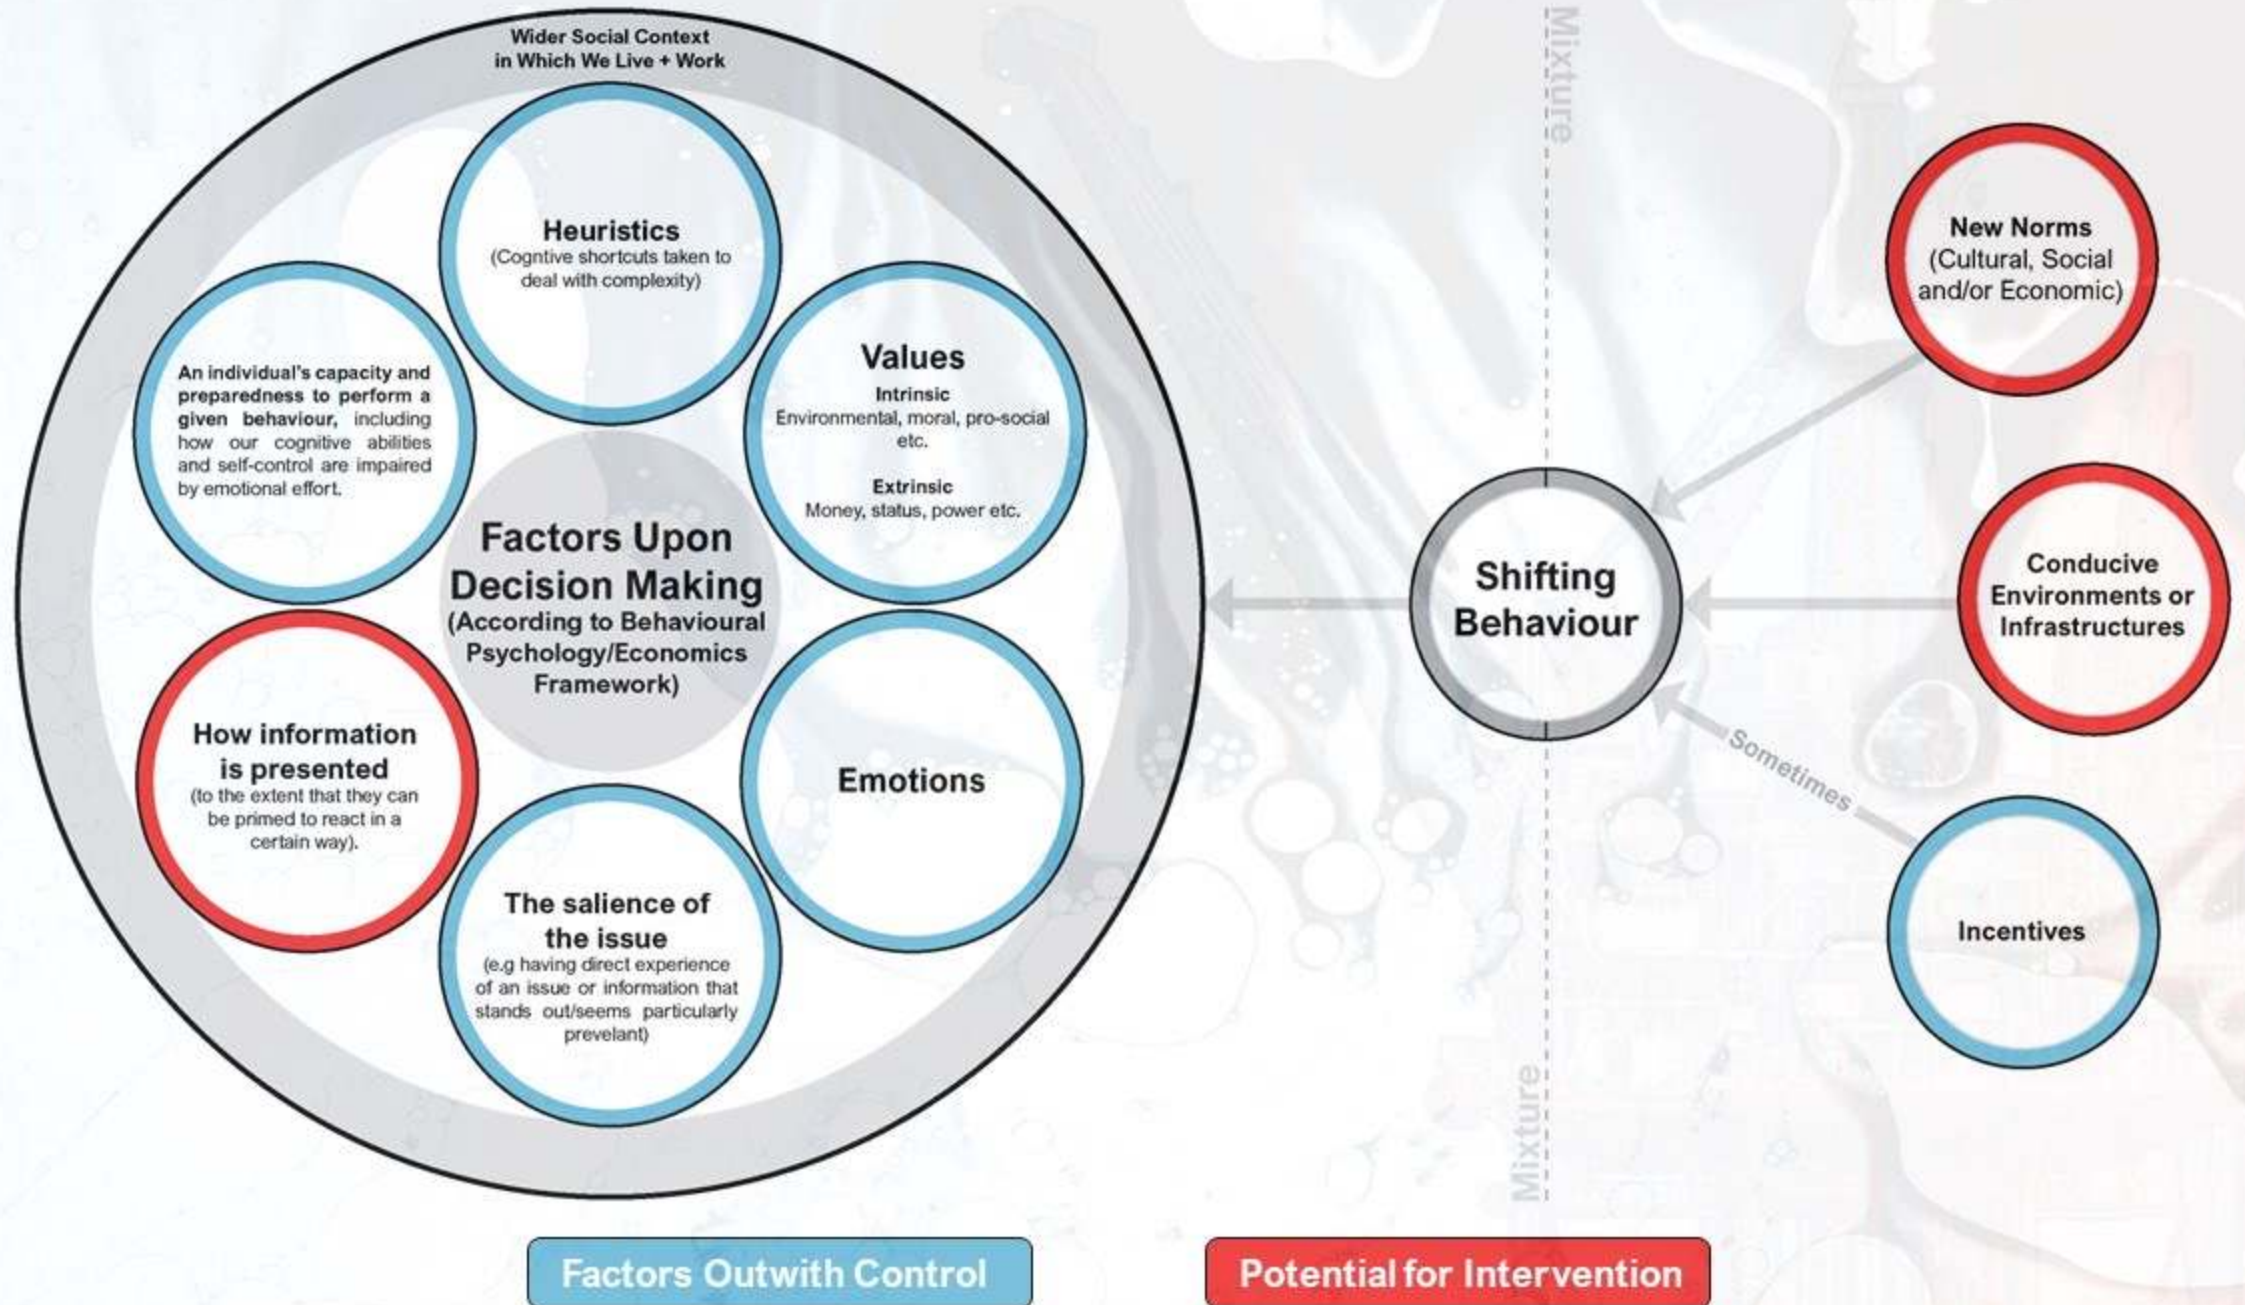 Wider Social Context
in Which We Live + Work
Heuristics
(Cogntive shortcuts taken to
deal with complexity)
An individual's capacity and
preparedness to perform a
given behaviour, including
how our cognitive abilities
and self-control are impaired
by emotional effort.
Values
Intrinsic
Environmental, moral, pro-social
etc.
Extrinsic
Money, status, power etc.
Factors Upon
Decision Making
(According to Behavioural
Psychology/Economics
Framework)
How information
is presented
(to the extent that they can
be primed to react in a
certain way).
Emotions
The salience of
the issue
(e.g having direct experience
of an issue or information that
stands out/seems particularly
prevelant)
Mixture
Shifting
Behaviour
Mixture
New Norms
(Cultural, Social
and/or Economic)
Conducive
Environments or
Infrastructures
Sometimes
Incentives
Factors Outwith Control
Potential for Intervention